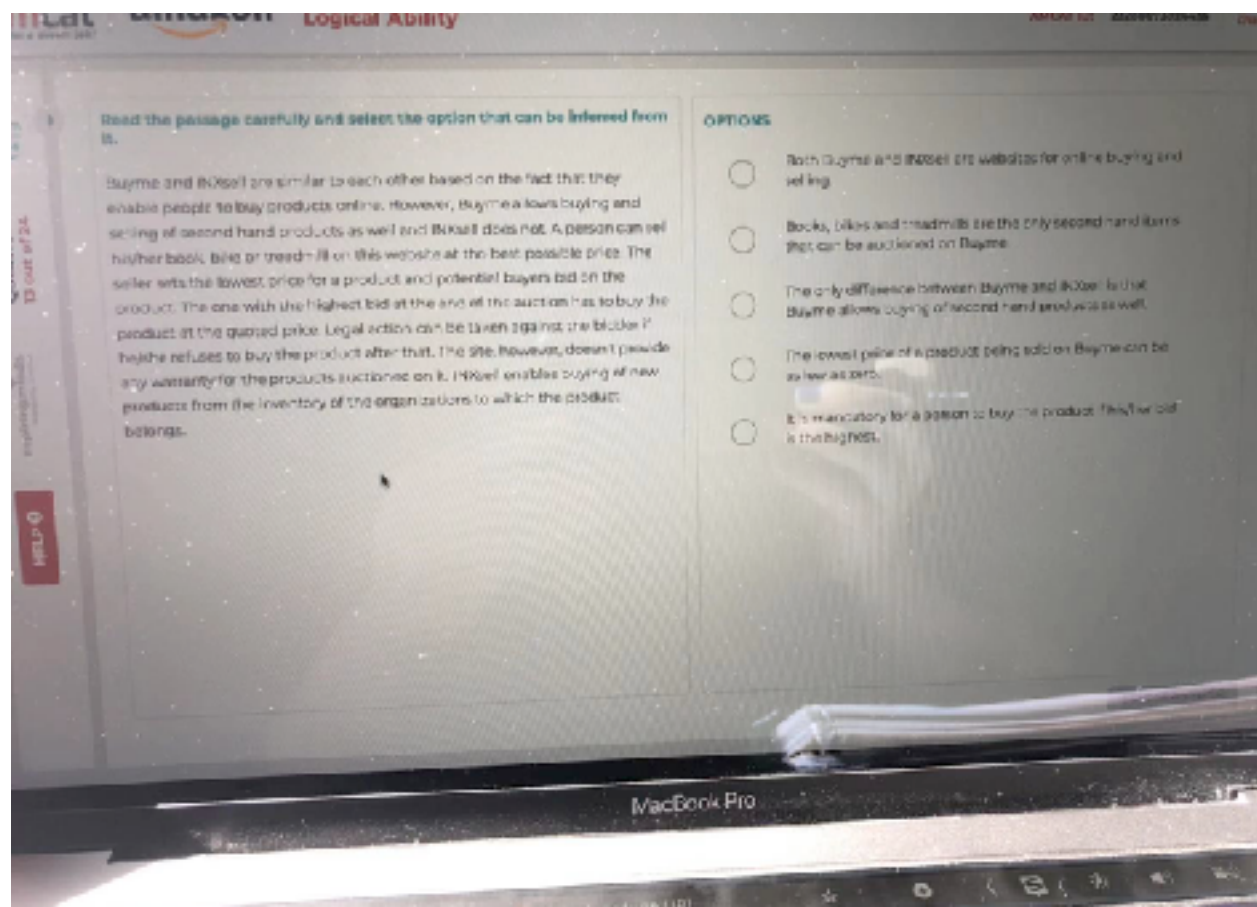 Logical Ability
Read the passage carefully and select the option that can be inferred from
it.
Buyme and INXsell are similar to each other based on the fact that they
enable people to buy products online. However, Buyme allows buying and
selling of second hand products as well and INXsell does not. A person can sell
his/her book, bike or treadmill on this website at the best possible price. The
seller sets the lowest price for a product and potential buyers bid on the
product. The one with the highest bid at the end of the auction has to buy the
product at the quoted price. Legal action can be taken against the bidder if
he/she refuses to buy the product after that. The site, however, doesn't provide
any warranty for the products auctioned on it. INXsell enables buying of new
products from the inventory of the organizations to which the product
belongs.
OPTIONS
Both Buyme and INXsell are websites for online buying and
selling.
Books, bikes and treadmills are the only second hand items
that can be auctioned on Buyme.
The only difference between Buyme and INXsell is that
Buyme allows buying of second hand products as well.
The lowest price of a product being sold on Buyme can be
as low as zero.
It is mandatory for a person to buy the product if his/her bid
is the highest.
13 out of 24
HELP
MacBook Pro